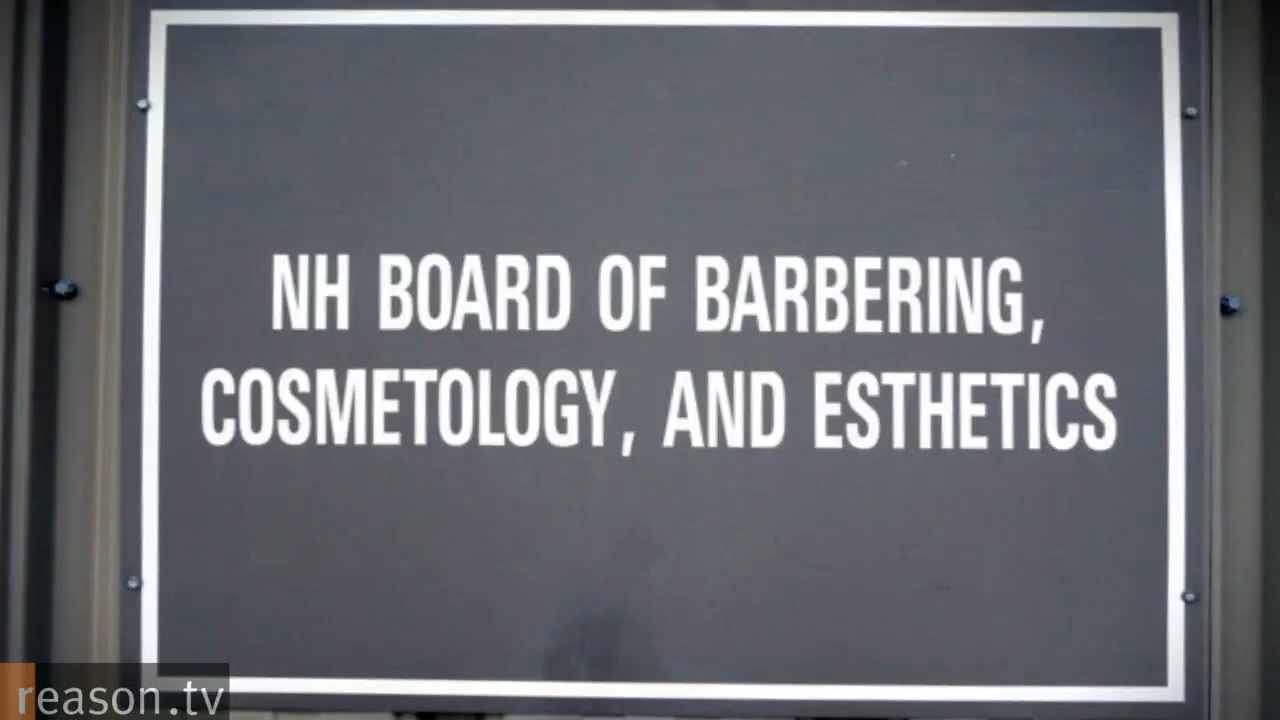 NH BOARD OF BARBERING,
COSMETOLOGY, AND ESTHETICS
reason.tv